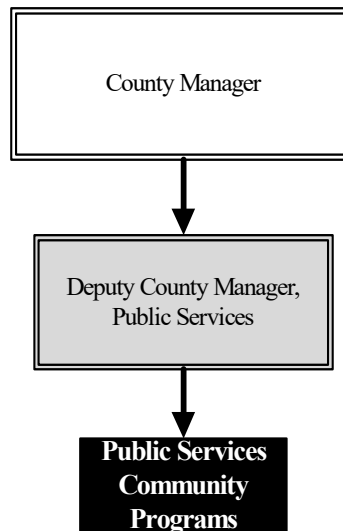 County Manager
Deputy County Manager,
Public Services
Public Services
Community
Programs